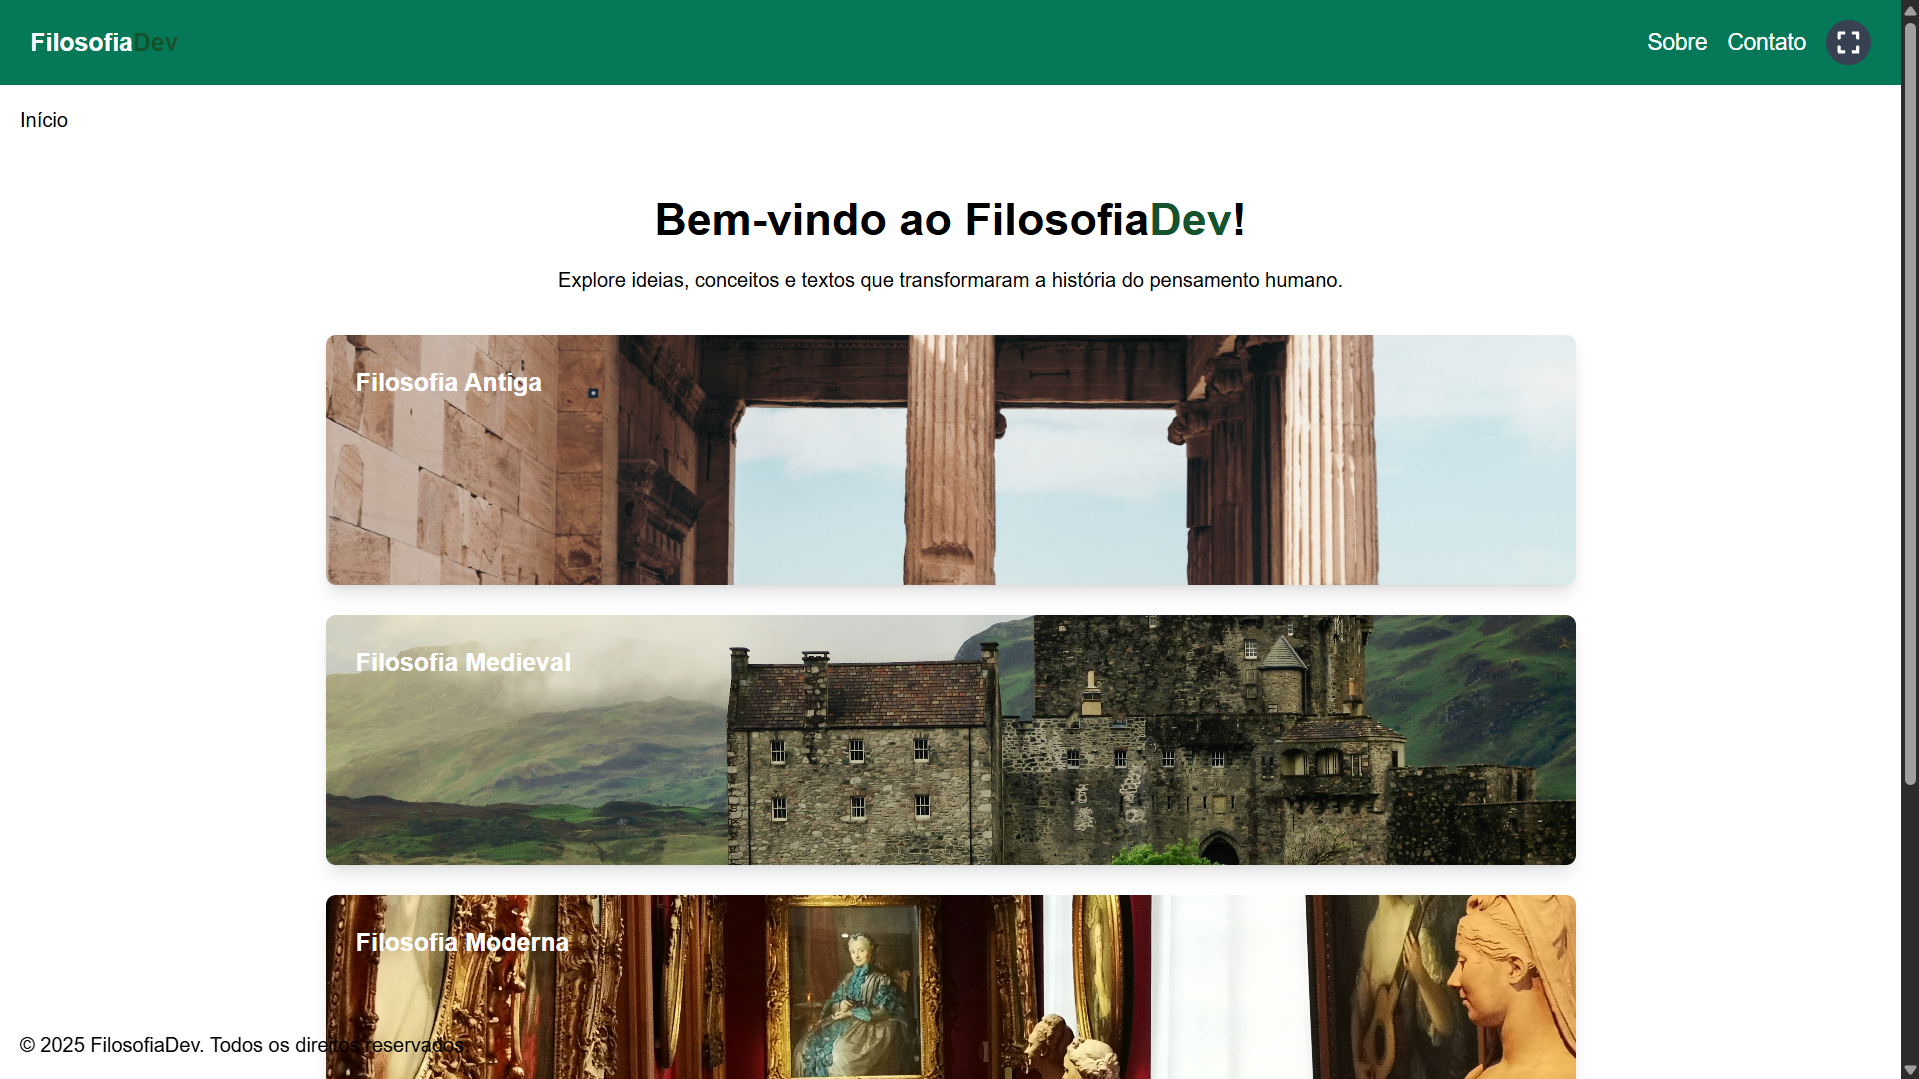 FilosofiaDev
Sobre Contato
Início
Bem-vindo ao FilosofiaDev!
Explore ideias, conceitos e textos que transformaram a história do pensamento humano.
Filosofia Antiga
Filosofia Medieval
Filosofia Moderna
© 2025 FilosofiaDev. Todos os direitos reservados.